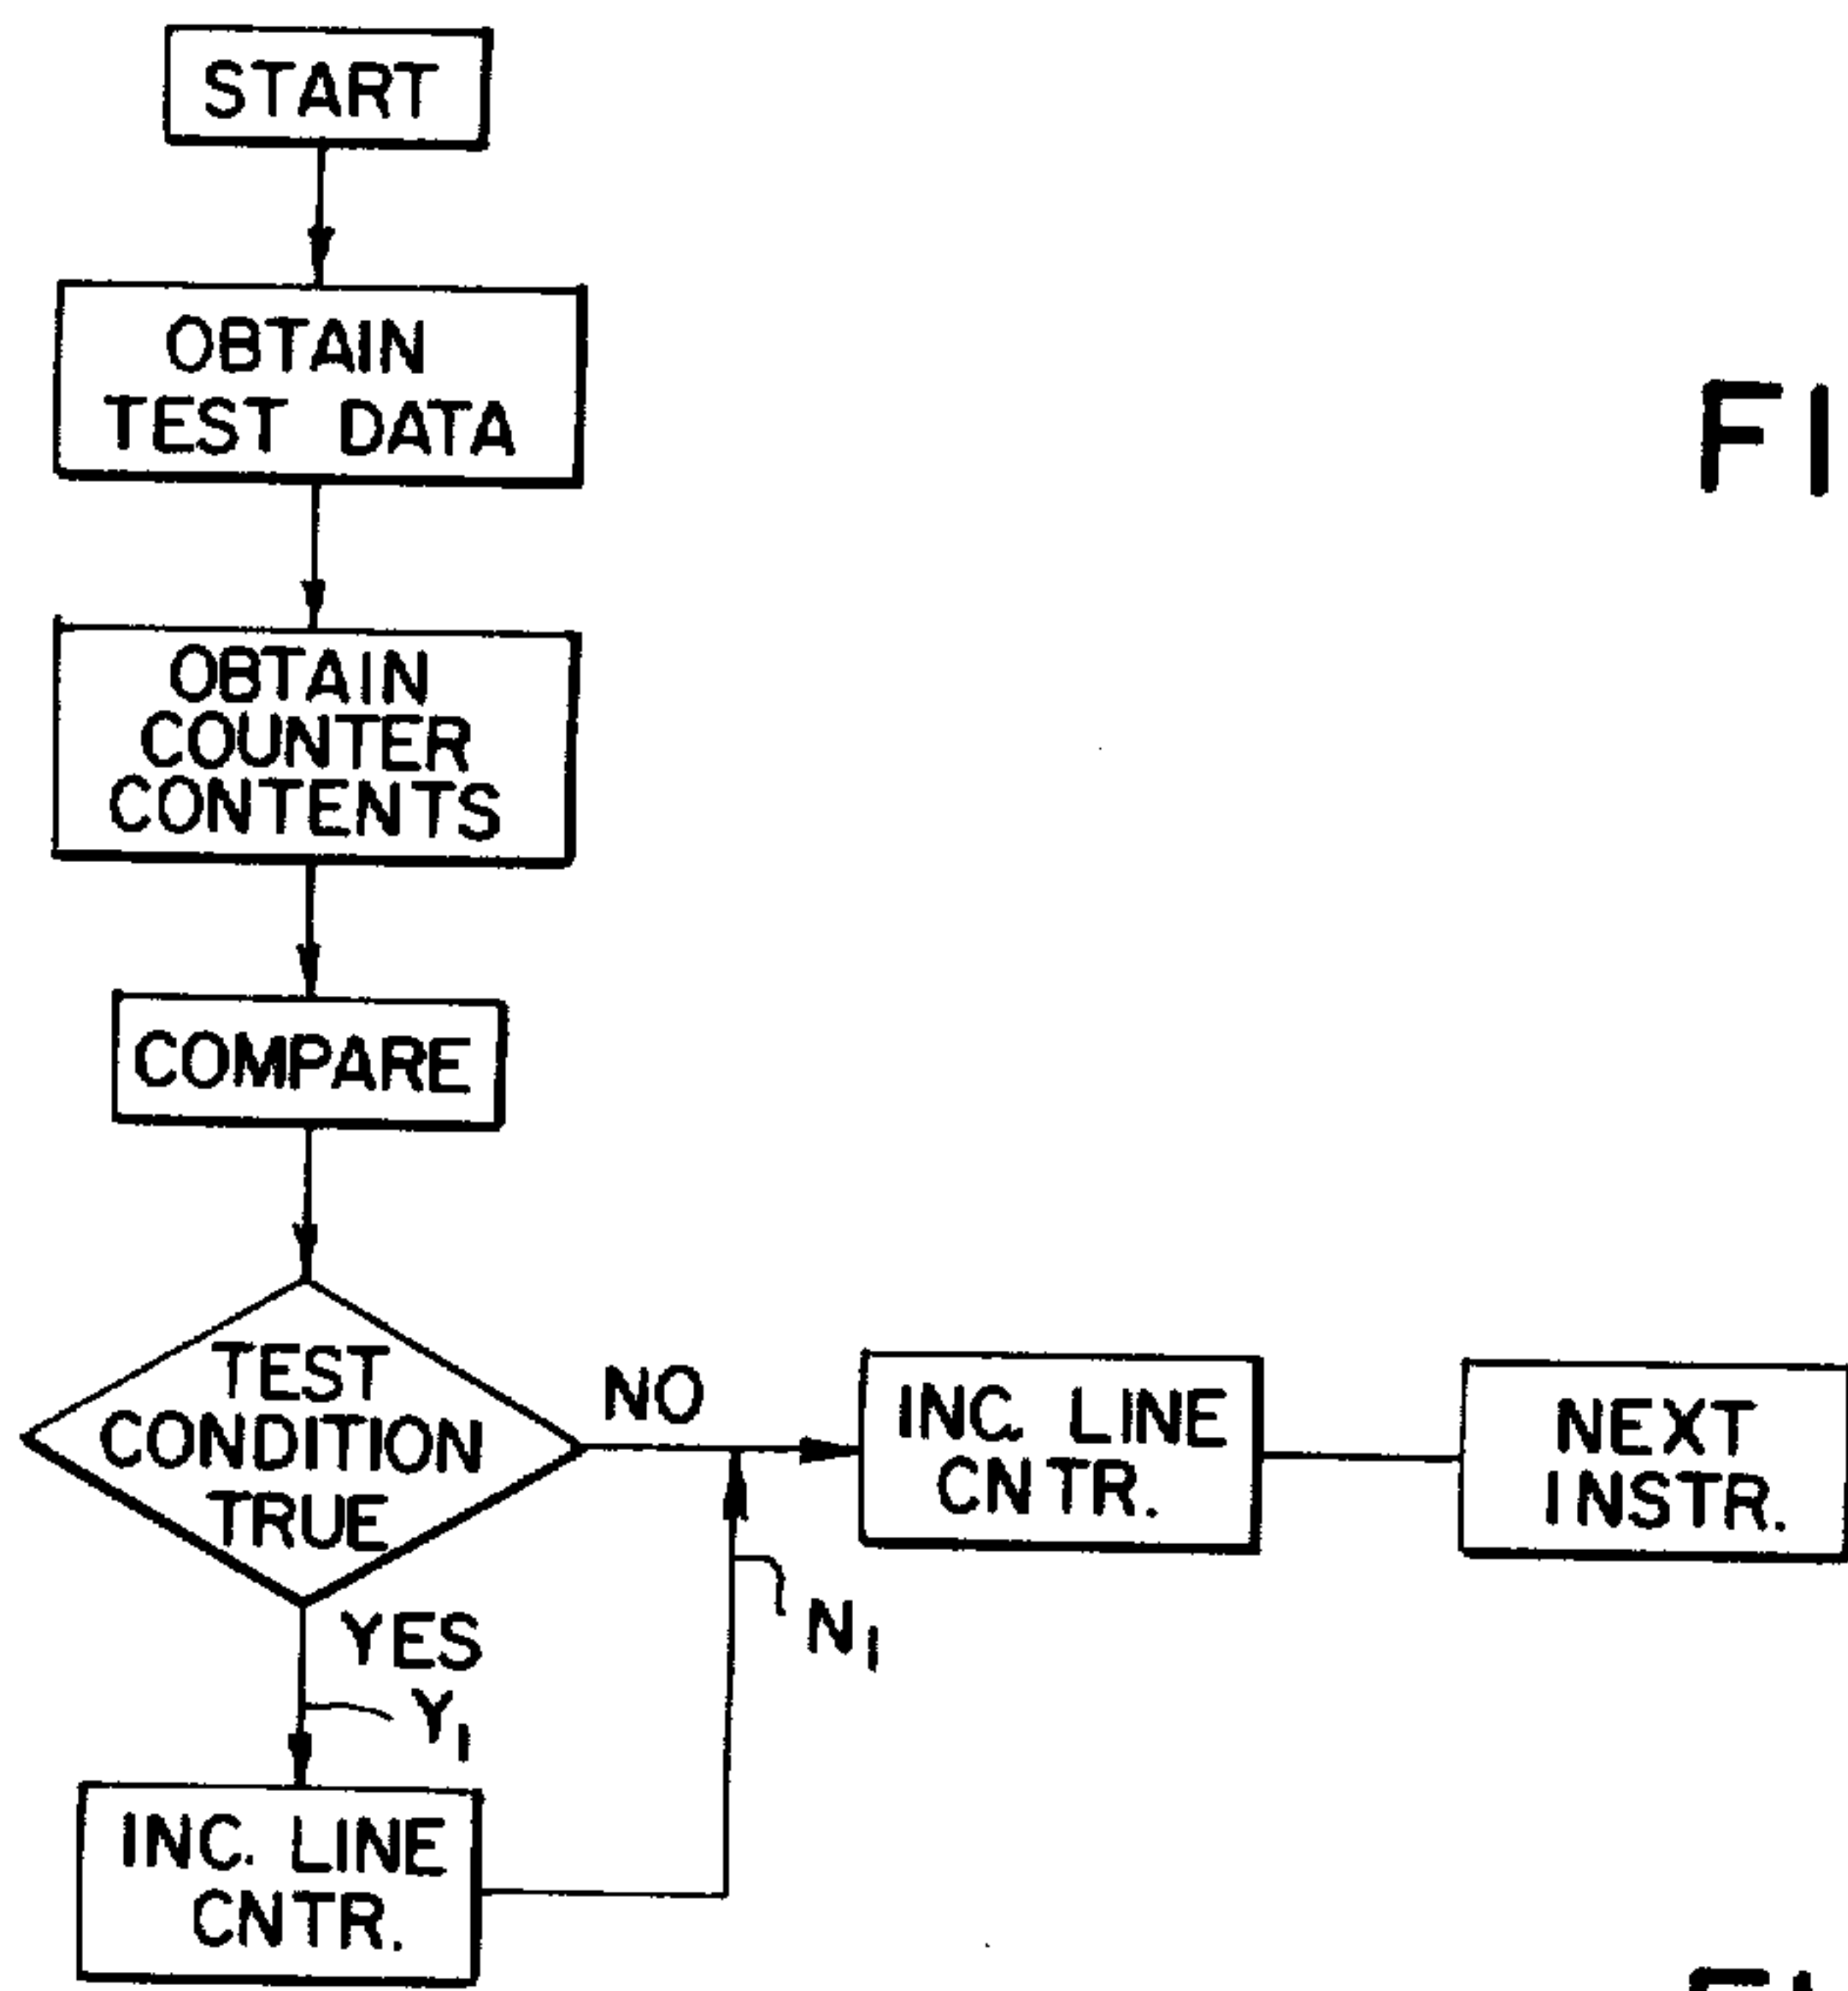 START
OBTAIN
TEST DATA
OBTAIN
COUNTER
CONTENTS
COMPARE
TEST
CONDITION
TRUE
NO
INC. LINE
CNTR.
NEXT
INSTR.
YES
Y₁
N₁
INC. LINE
CNTR.
FI